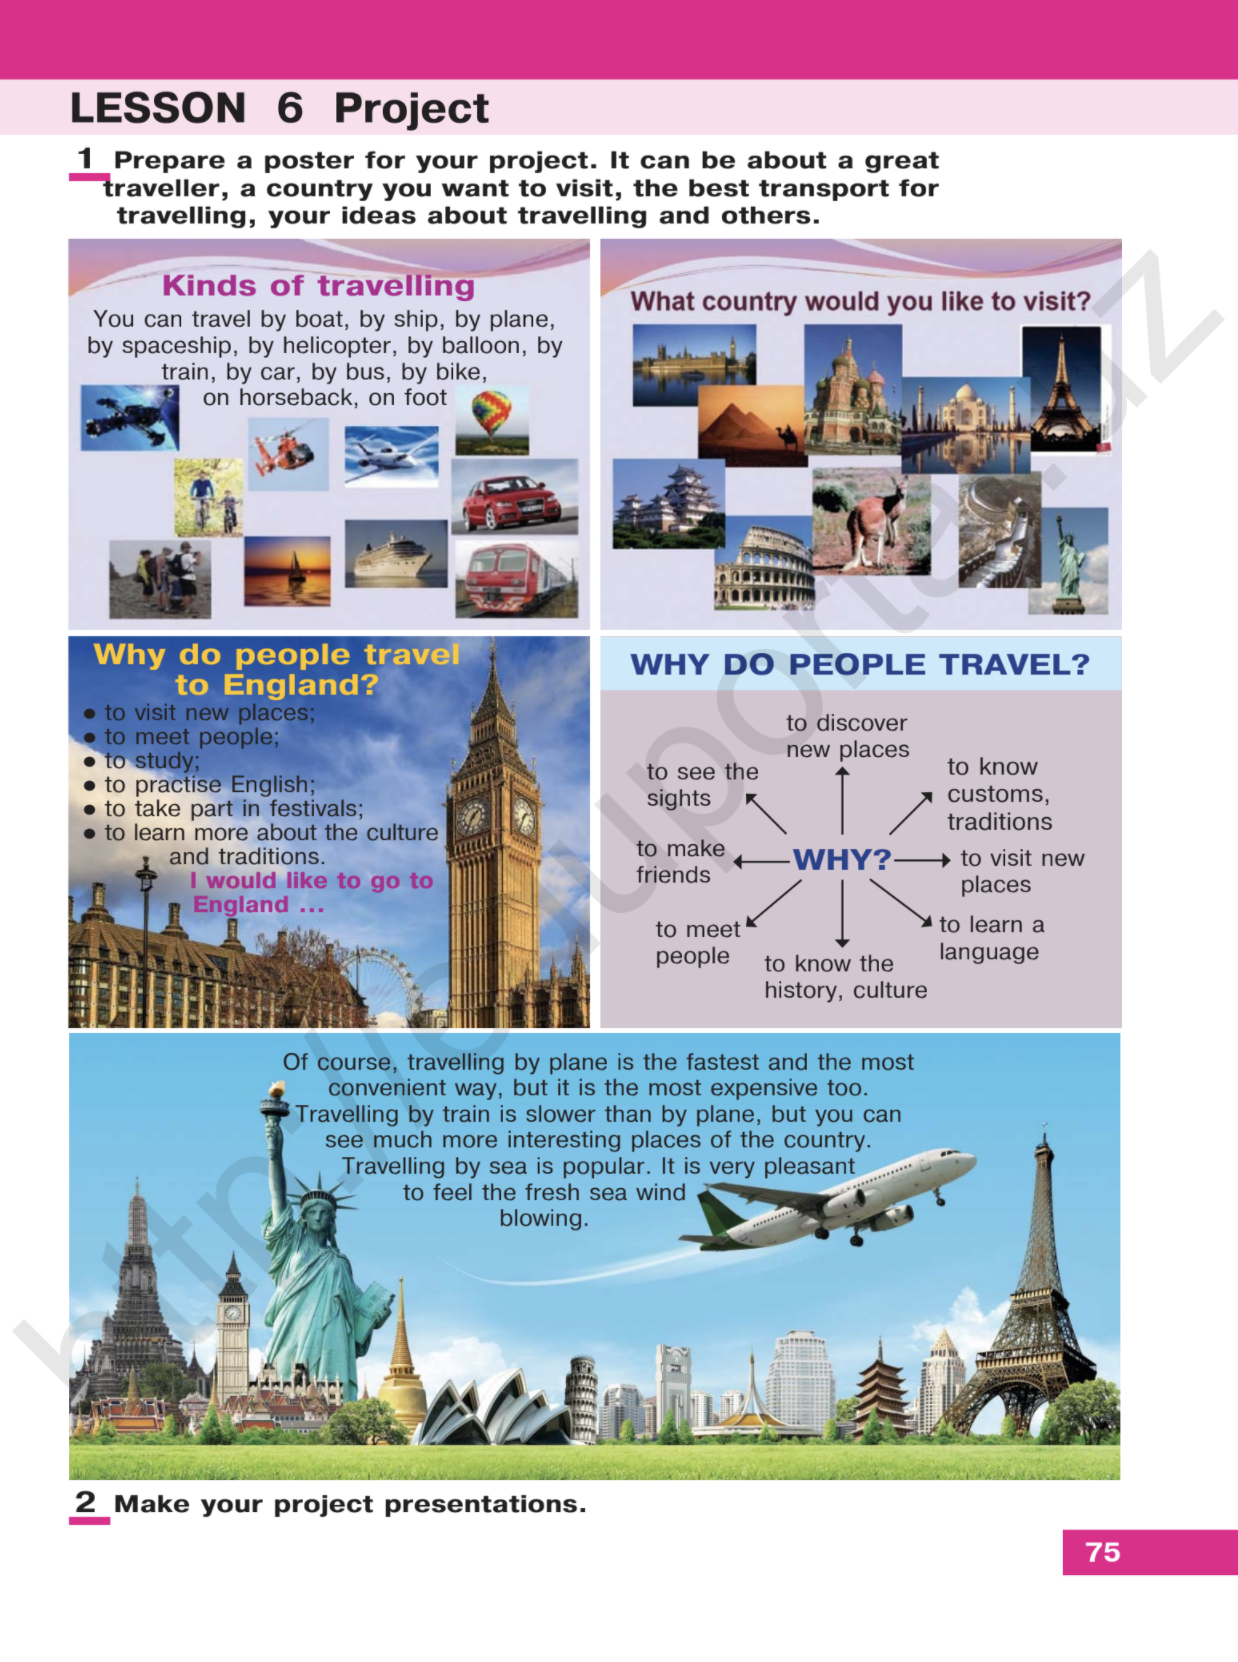 LESSON 6 Project
1 Prepare a poster for your project. It can be about a great
traveller, a country you want to visit, the best transport for
travelling, your ideas about travelling and others.
Kinds of travelling
You can travel by boat, by ship, by plane,
by spaceship, by helicopter, by balloon, by
train, by car, by bus, by bike,
on horseback, on foot
What country would you like to visit?
Why do people travel
to England?
● to visit new places;
● to meet people;
● to study;
● to practise English;
● to take part in festivals;
● to learn more about the culture
and traditions.
I would like to go to
England ...
WHY DO PEOPLE TRAVEL?
to discover
new places
to see the
sights
to know
customs,
traditions
to make
friends
WHY?
to visit new
places
to meet
people
to learn a
language
to know the
history, culture
Of course, travelling by plane is the fastest and the most
convenient way, but it is the most expensive too.
Travelling by train is slower than by plane, but you can
see much more interesting places of the country.
Travelling by sea is popular. It is very pleasant
to feel the fresh sea wind
blowing.
2 Make your project presentations.
75
http://eduportal.uz